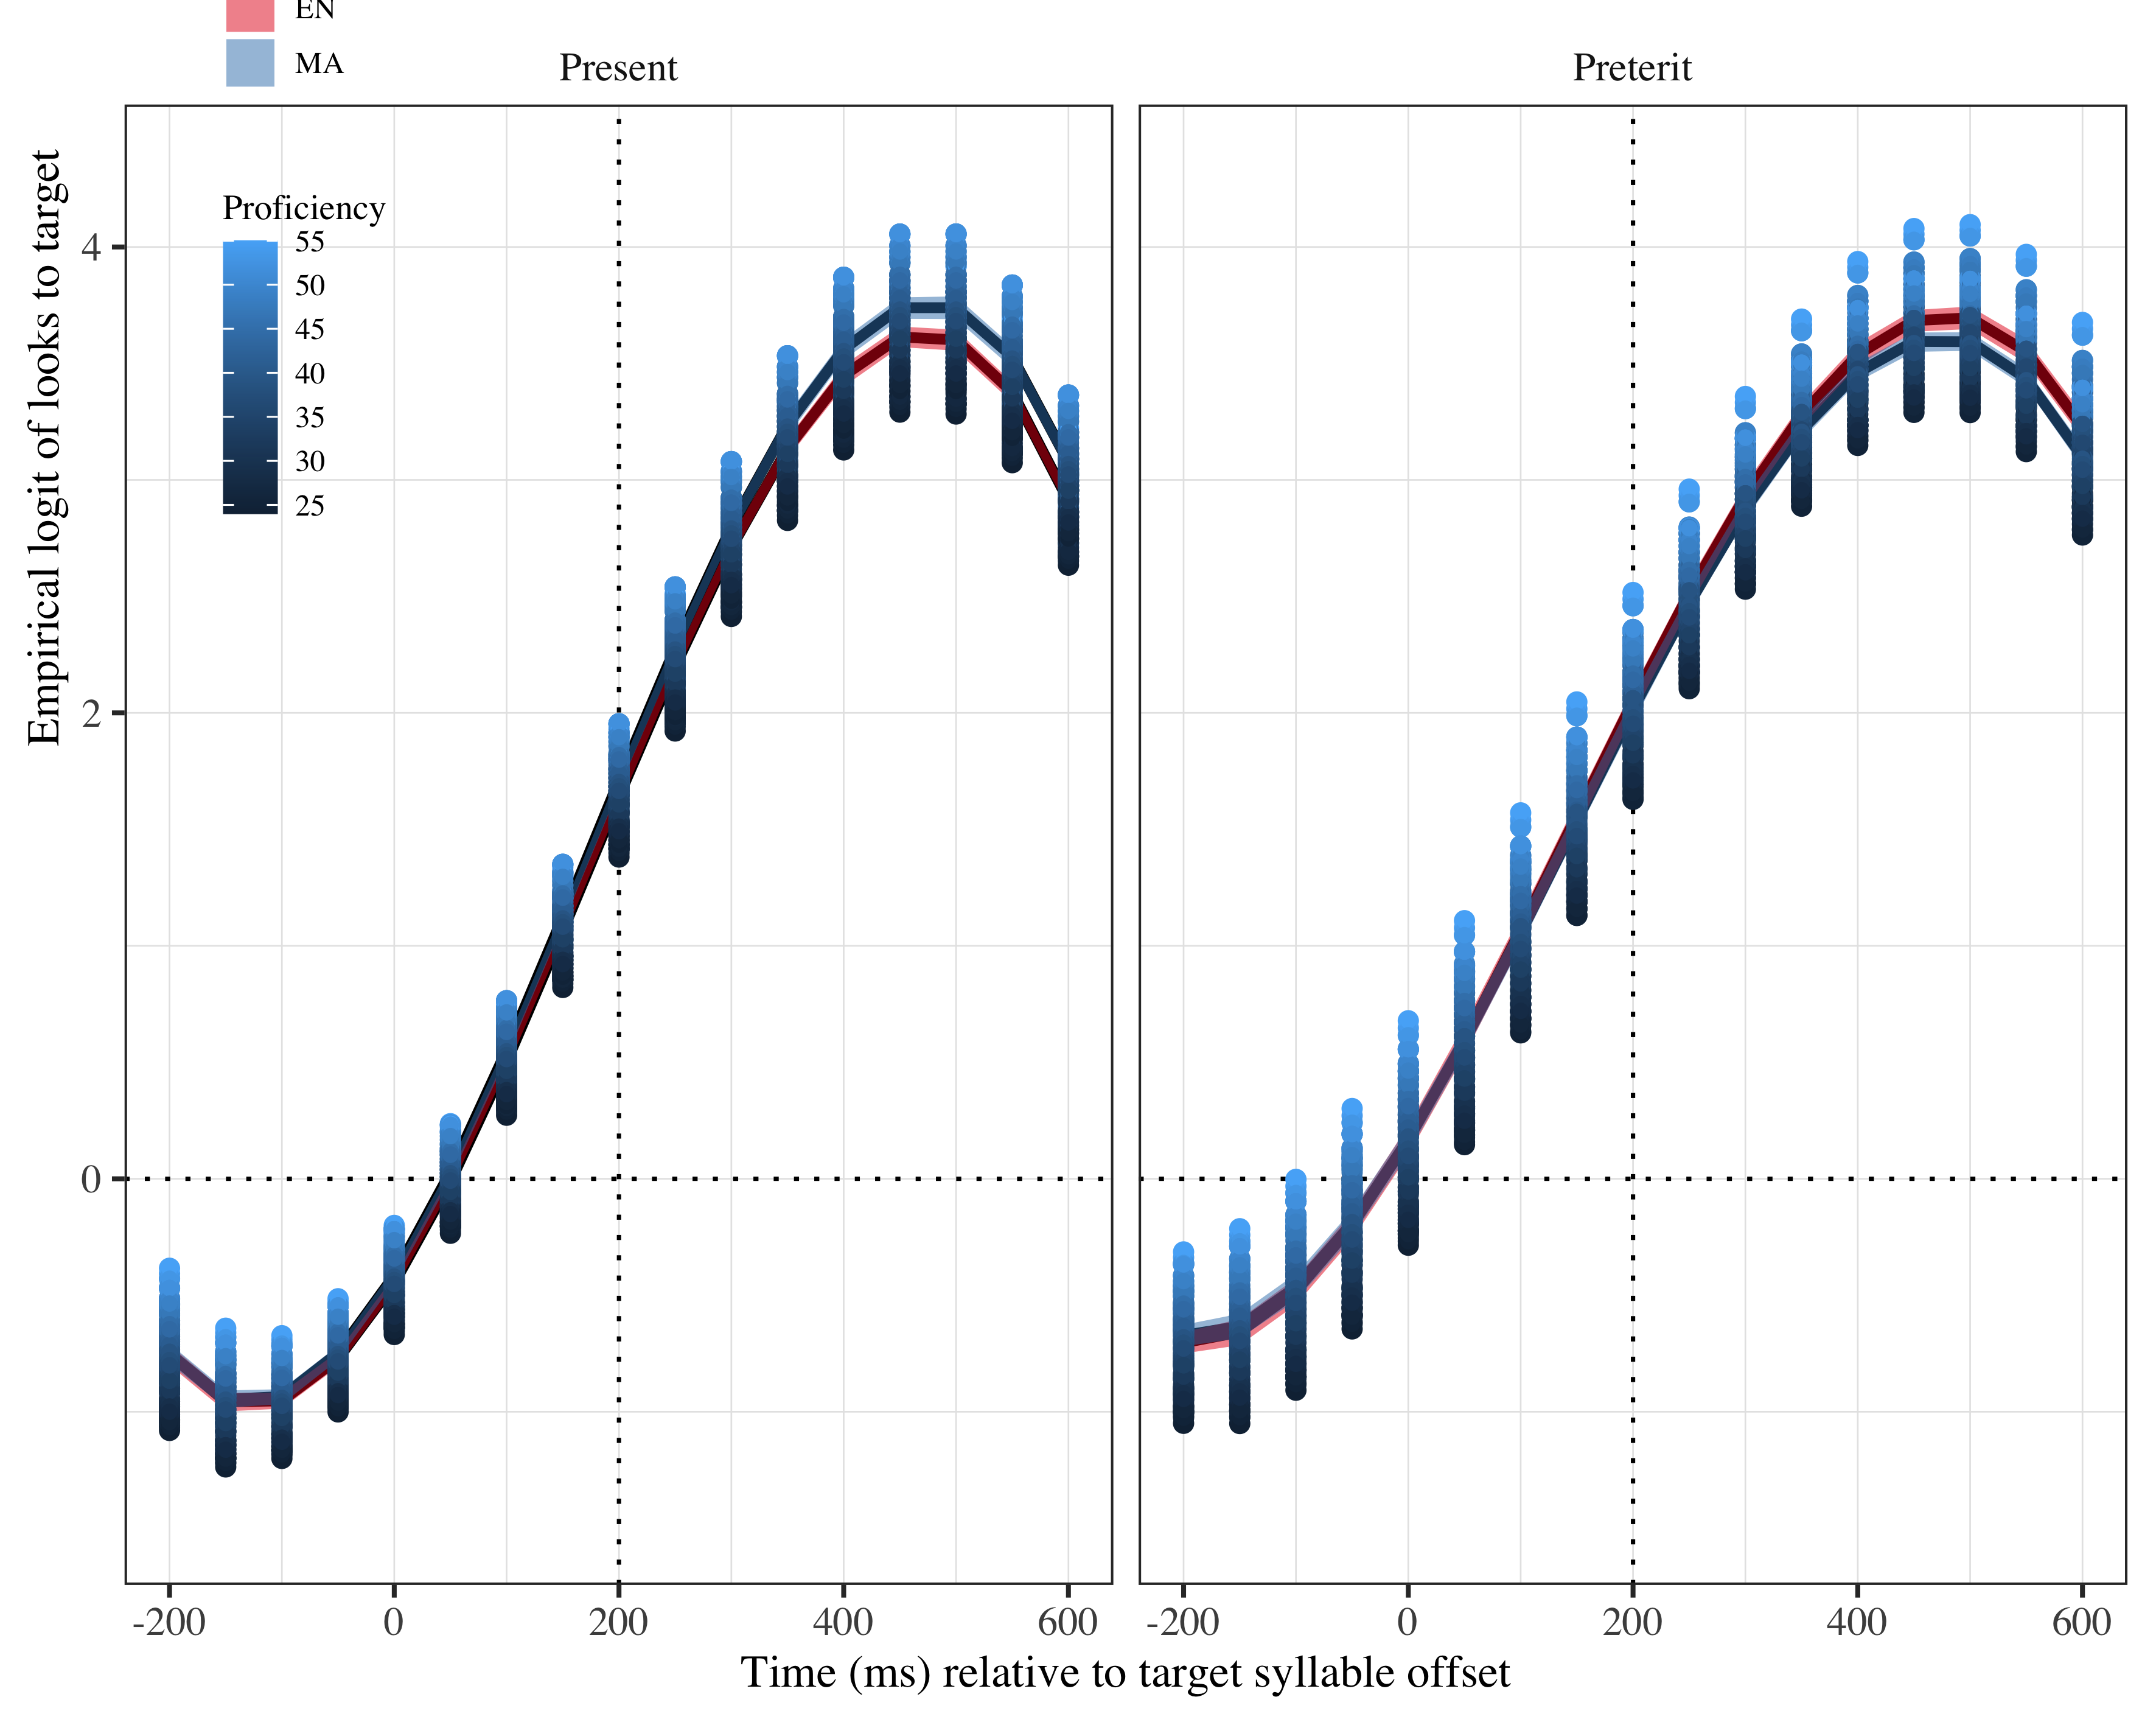 EN
MA
Present
Preterit
Empirical logit of looks to target
Proficiency
55
50
45
40
35
30
25
4
2
0
-200 0 200 400 600
-200 0 200 400 600
Time (ms) relative to target syllable offset